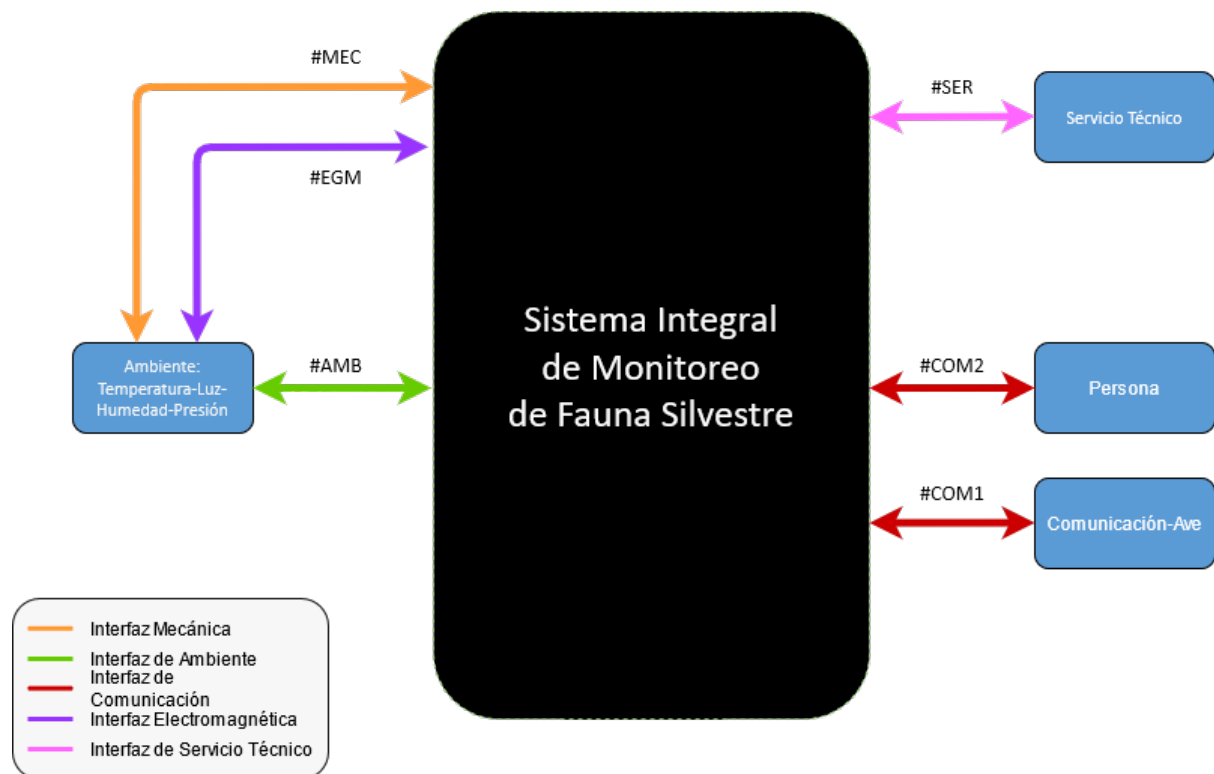 #MEC
#EGM
#SER
Servicio Técnico
Sistema Integral
de Monitoreo
de Fauna Silvestre
Ambiente:
Temperatura-Luz-
Humedad-Presión
#AMB
#COM2
Persona
#COM1
Comunicación-Ave
Interfaz Mecánica
Interfaz de Ambiente
Interfaz de
Comunicación
Interfaz Electromagnética
Interfaz de Servicio Técnico